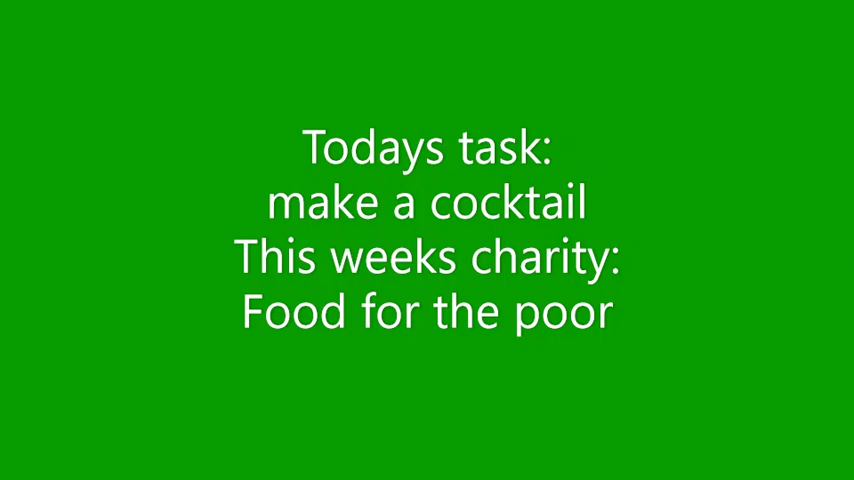 Todays task:
make a cocktail
This weeks charity:
Food for the poor